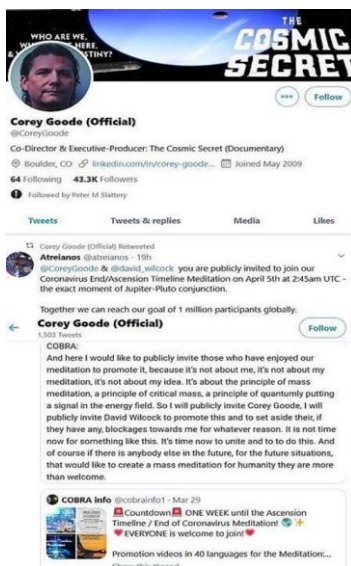 WHO ARE WE,
HERE,
THE
COSMIC
SECRET
Follow
Corey Goode (Official)
@CoreyGoode
Co-Director & Executive-Producer: The Cosmic Secret (Documentary)
Boulder, CO linkedin.com/in/corey-goode... Joined May 2009
64 Following 43.3K Followers
Followed by Peter M Slattery
Tweets Tweets & replies Media Likes
Corey Goode (Official) Retweeted
Atreianos @atreianos · 19h
@CoreyGoode & @david_wilcock you are publicly invited to join our
Coronavirus End/Ascension Timeline Meditation on April 5th at 2:45am UTC -
the exact moment of Jupiter-Pluto conjunction.
Together we can reach our goal of 1 million participants globally.
Corey Goode (Official)
1,503 Tweets
Follow
COBRA:
And here I would like to publicly invite those who have enjoyed our
meditation to promote it, because it's not about me, it's not about my
meditation, it's not about my idea. It's about the principle of mass
meditation, a principle of critical mass, a principle of quantumly putting
a signal in the energy field. So I will publicly invite Corey Goode, I will
publicly invite David Wilcock to promote this and to set aside their, if
they have any, blockages towards me for whatever reason. It is not time
now for something like this. It's time now to unite and to to do this. And
of course if there is anybody else in the future, for the future situations,
that would like to create a mass meditation for humanity they are more
than welcome.
COBRA info @cobrainfo1 · Mar 29
🚨Countdown🚨 ONE WEEK until the Ascension
Timeline / End of Coronavirus Meditation! 🌎✨
❤️EVERYONE is welcome to join!❤️
Promotion videos in 40 languages for the Meditation:...
Show this thread